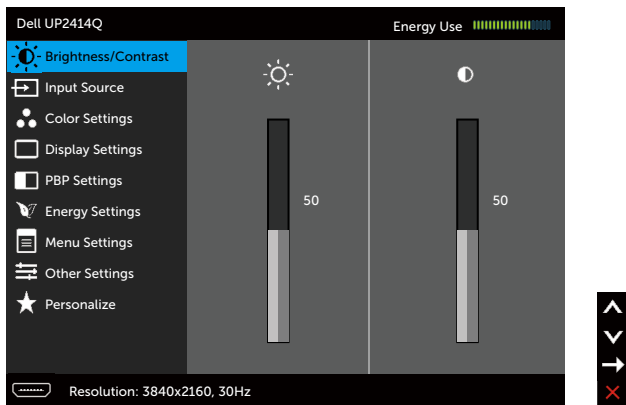 Dell UP2414Q
Energy Use
Brightness/Contrast
Input Source
Color Settings
Display Settings
PBP Settings
Energy Settings
Menu Settings
Other Settings
Personalize
50
50
Resolution: 3840x2160, 30Hz